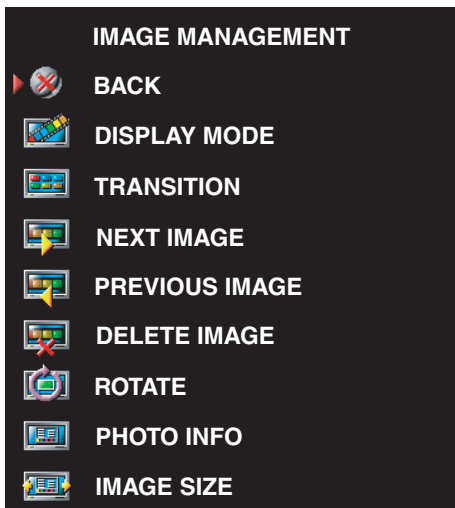 IMAGE MANAGEMENT
BACK
DISPLAY MODE
TRANSITION
NEXT IMAGE
PREVIOUS IMAGE
DELETE IMAGE
ROTATE
PHOTO INFO
IMAGE SIZE